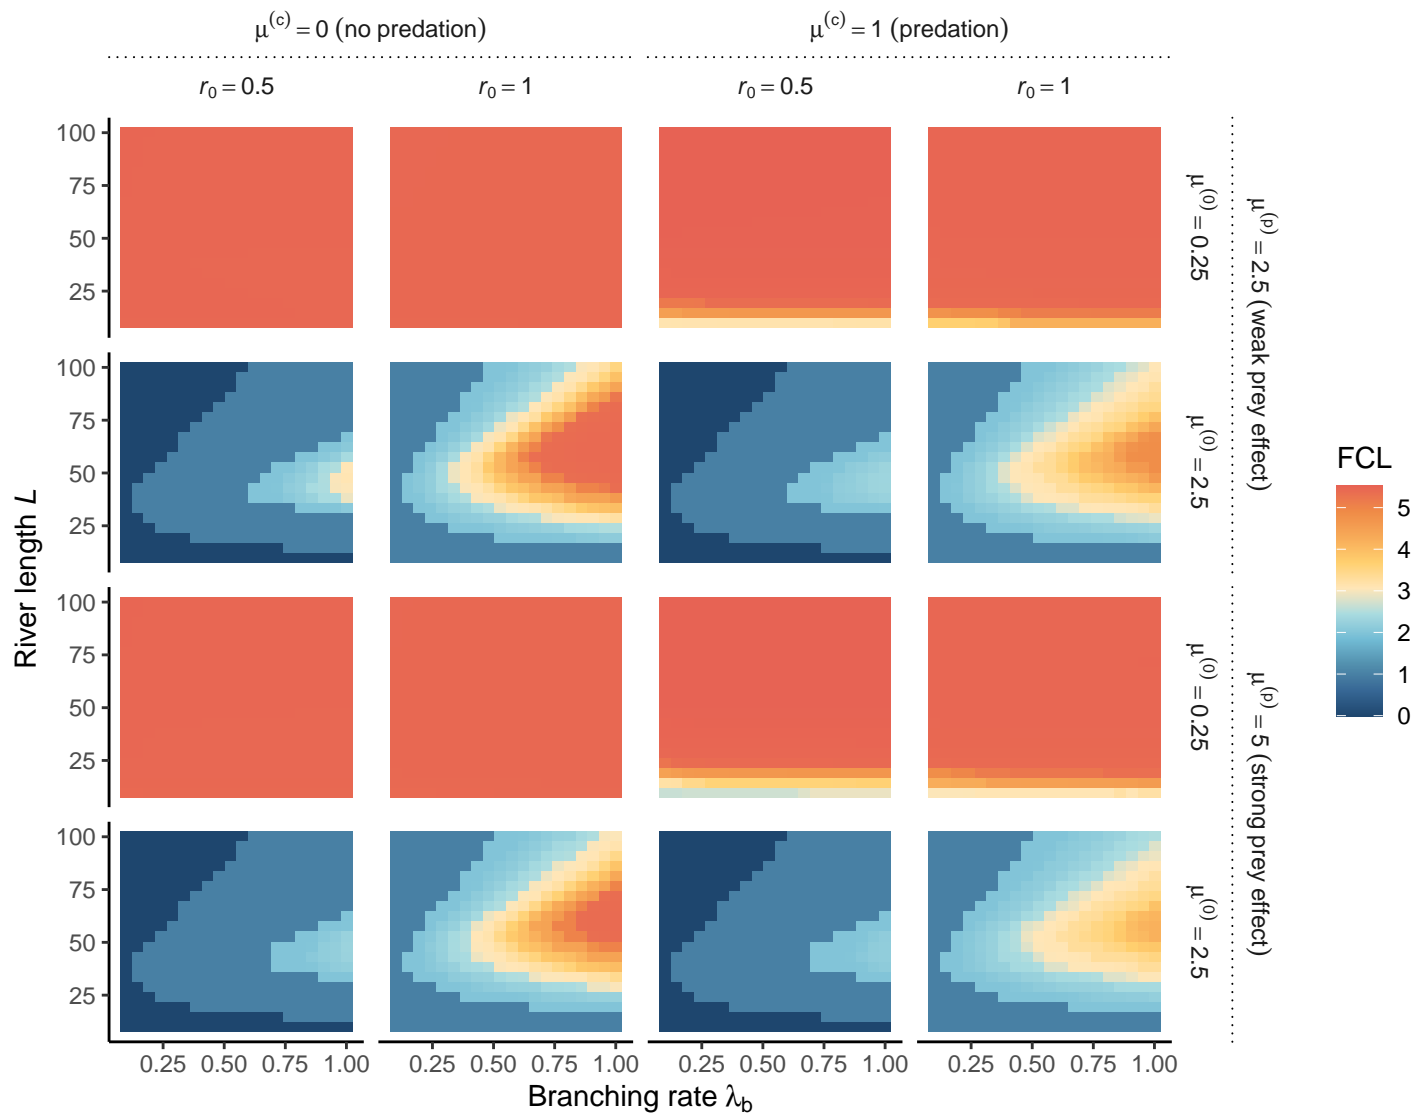 μ(c) = 0 (no predation)
μ(c) = 1 (predation)
r0 = 0.5
r0 = 1
r0 = 0.5
r0 = 1
100
75
50
25
100
75
50
25
100
75
50
25
100
75
50
25
River length L
0.25 0.50 0.75 1.00
0.25 0.50 0.75 1.00
0.25 0.50 0.75 1.00
0.25 0.50 0.75 1.00
Branching rate λb
μ(0) = 0.25
μ(0) = 2.5
μ(0) = 0.25
μ(0) = 2.5
μ(p) = 2.5 (weak prey effect)
μ(p) = 5 (strong prey effect)
FCL
5
4
3
2
1
0